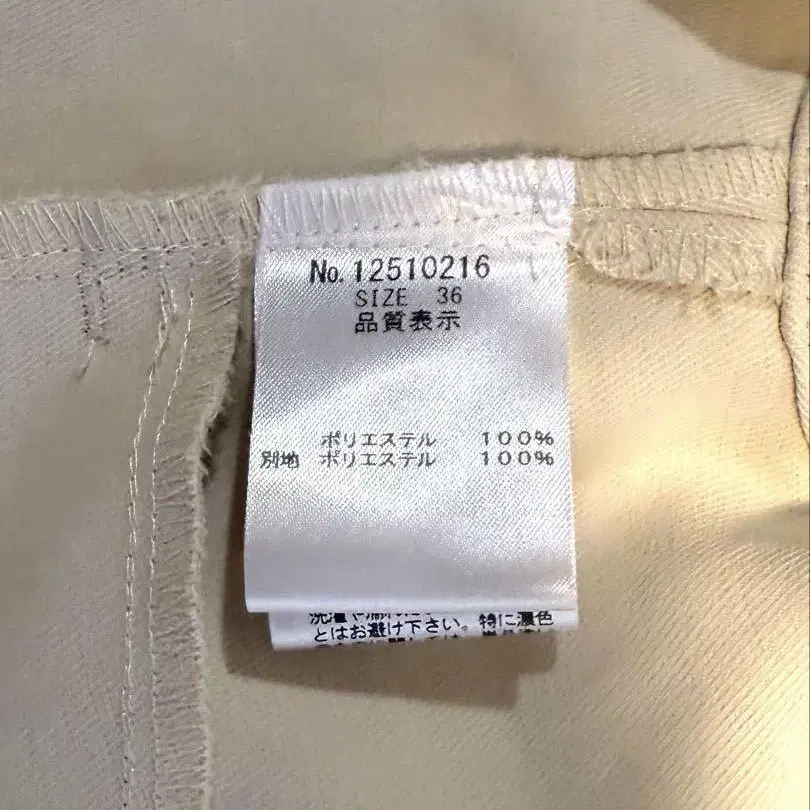 No.12510216
SIZE 36
品質表示
ポリエステル 100%
別地 ポリエステル 100%
とはお避け下さい。特に濃色